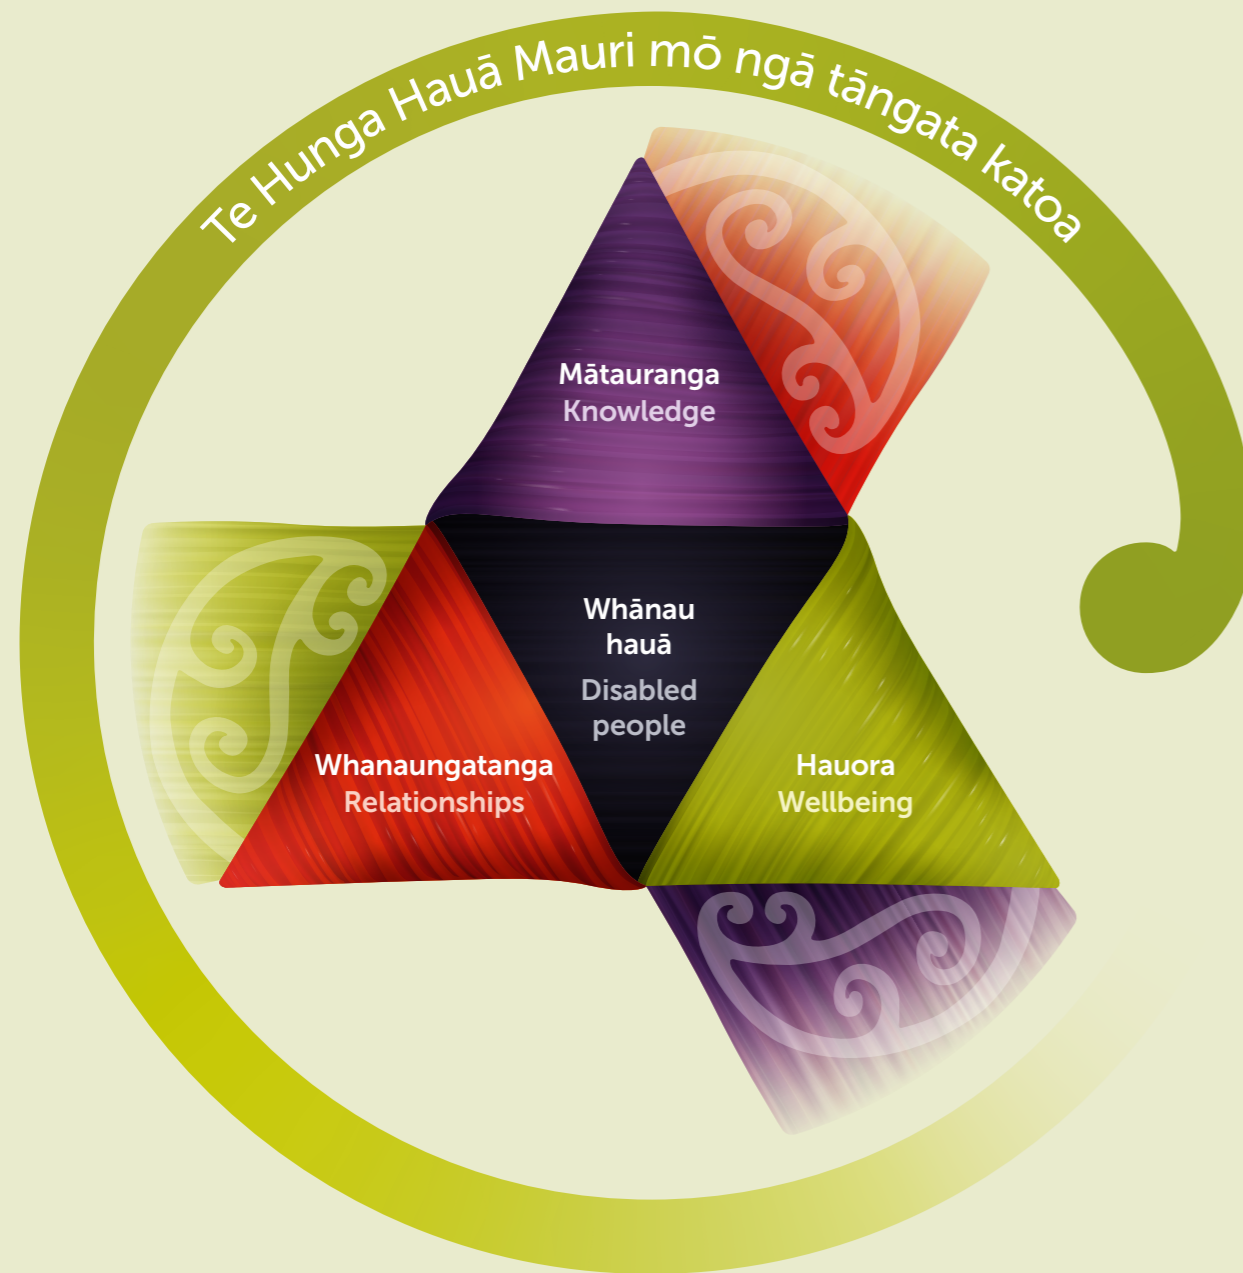 Te Hunga Hauā Mauri mō ngā tāngata katoa
Mātauranga
Knowledge
Whānau
hauā
Disabled
people
Whanaungatanga
Relationships
Hauora
Wellbeing